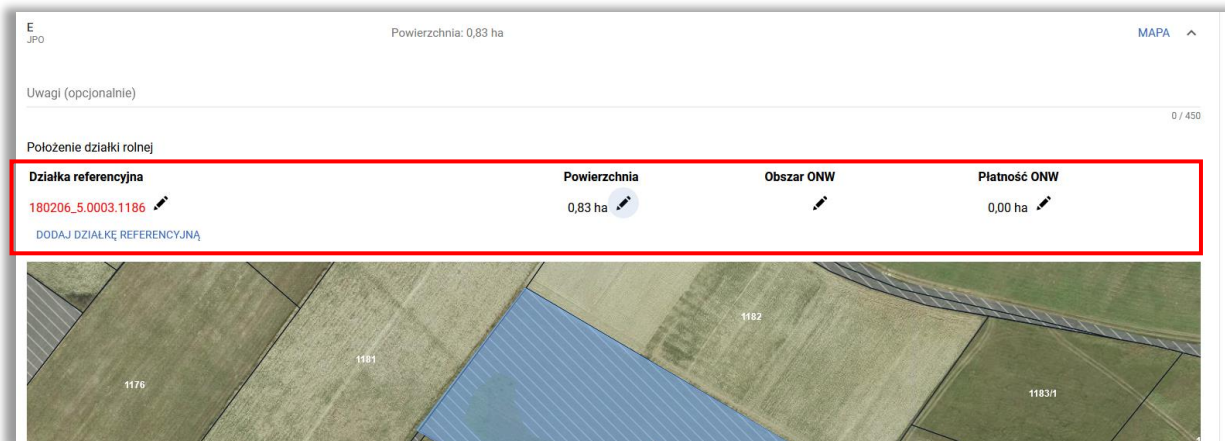 E
JPO
Powierzchnia: 0,83 ha
MAPA
Uwagi (opcjonalnie)
0 / 450
Położenie działki rolnej
Działka referencyjna Powierzchnia Obszar ONW Płatność ONW
180206_5.0003.1186 0,83 ha 0,00 ha
DODAJ DZIAŁKĘ REFERENCYJNĄ
1182
1181
1176
1183/1